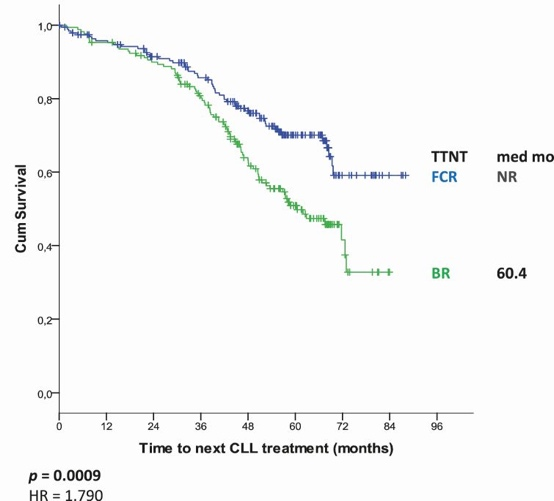 1,0
0,8
0,6
0,4
0,2
0,0
Cum Survival
0 12 24 36 48 60 72 84 96
Time to next CLL treatment (months)
TTNT med mo
FCR NR
BR 60.4
p = 0.0009
HR = 1.790